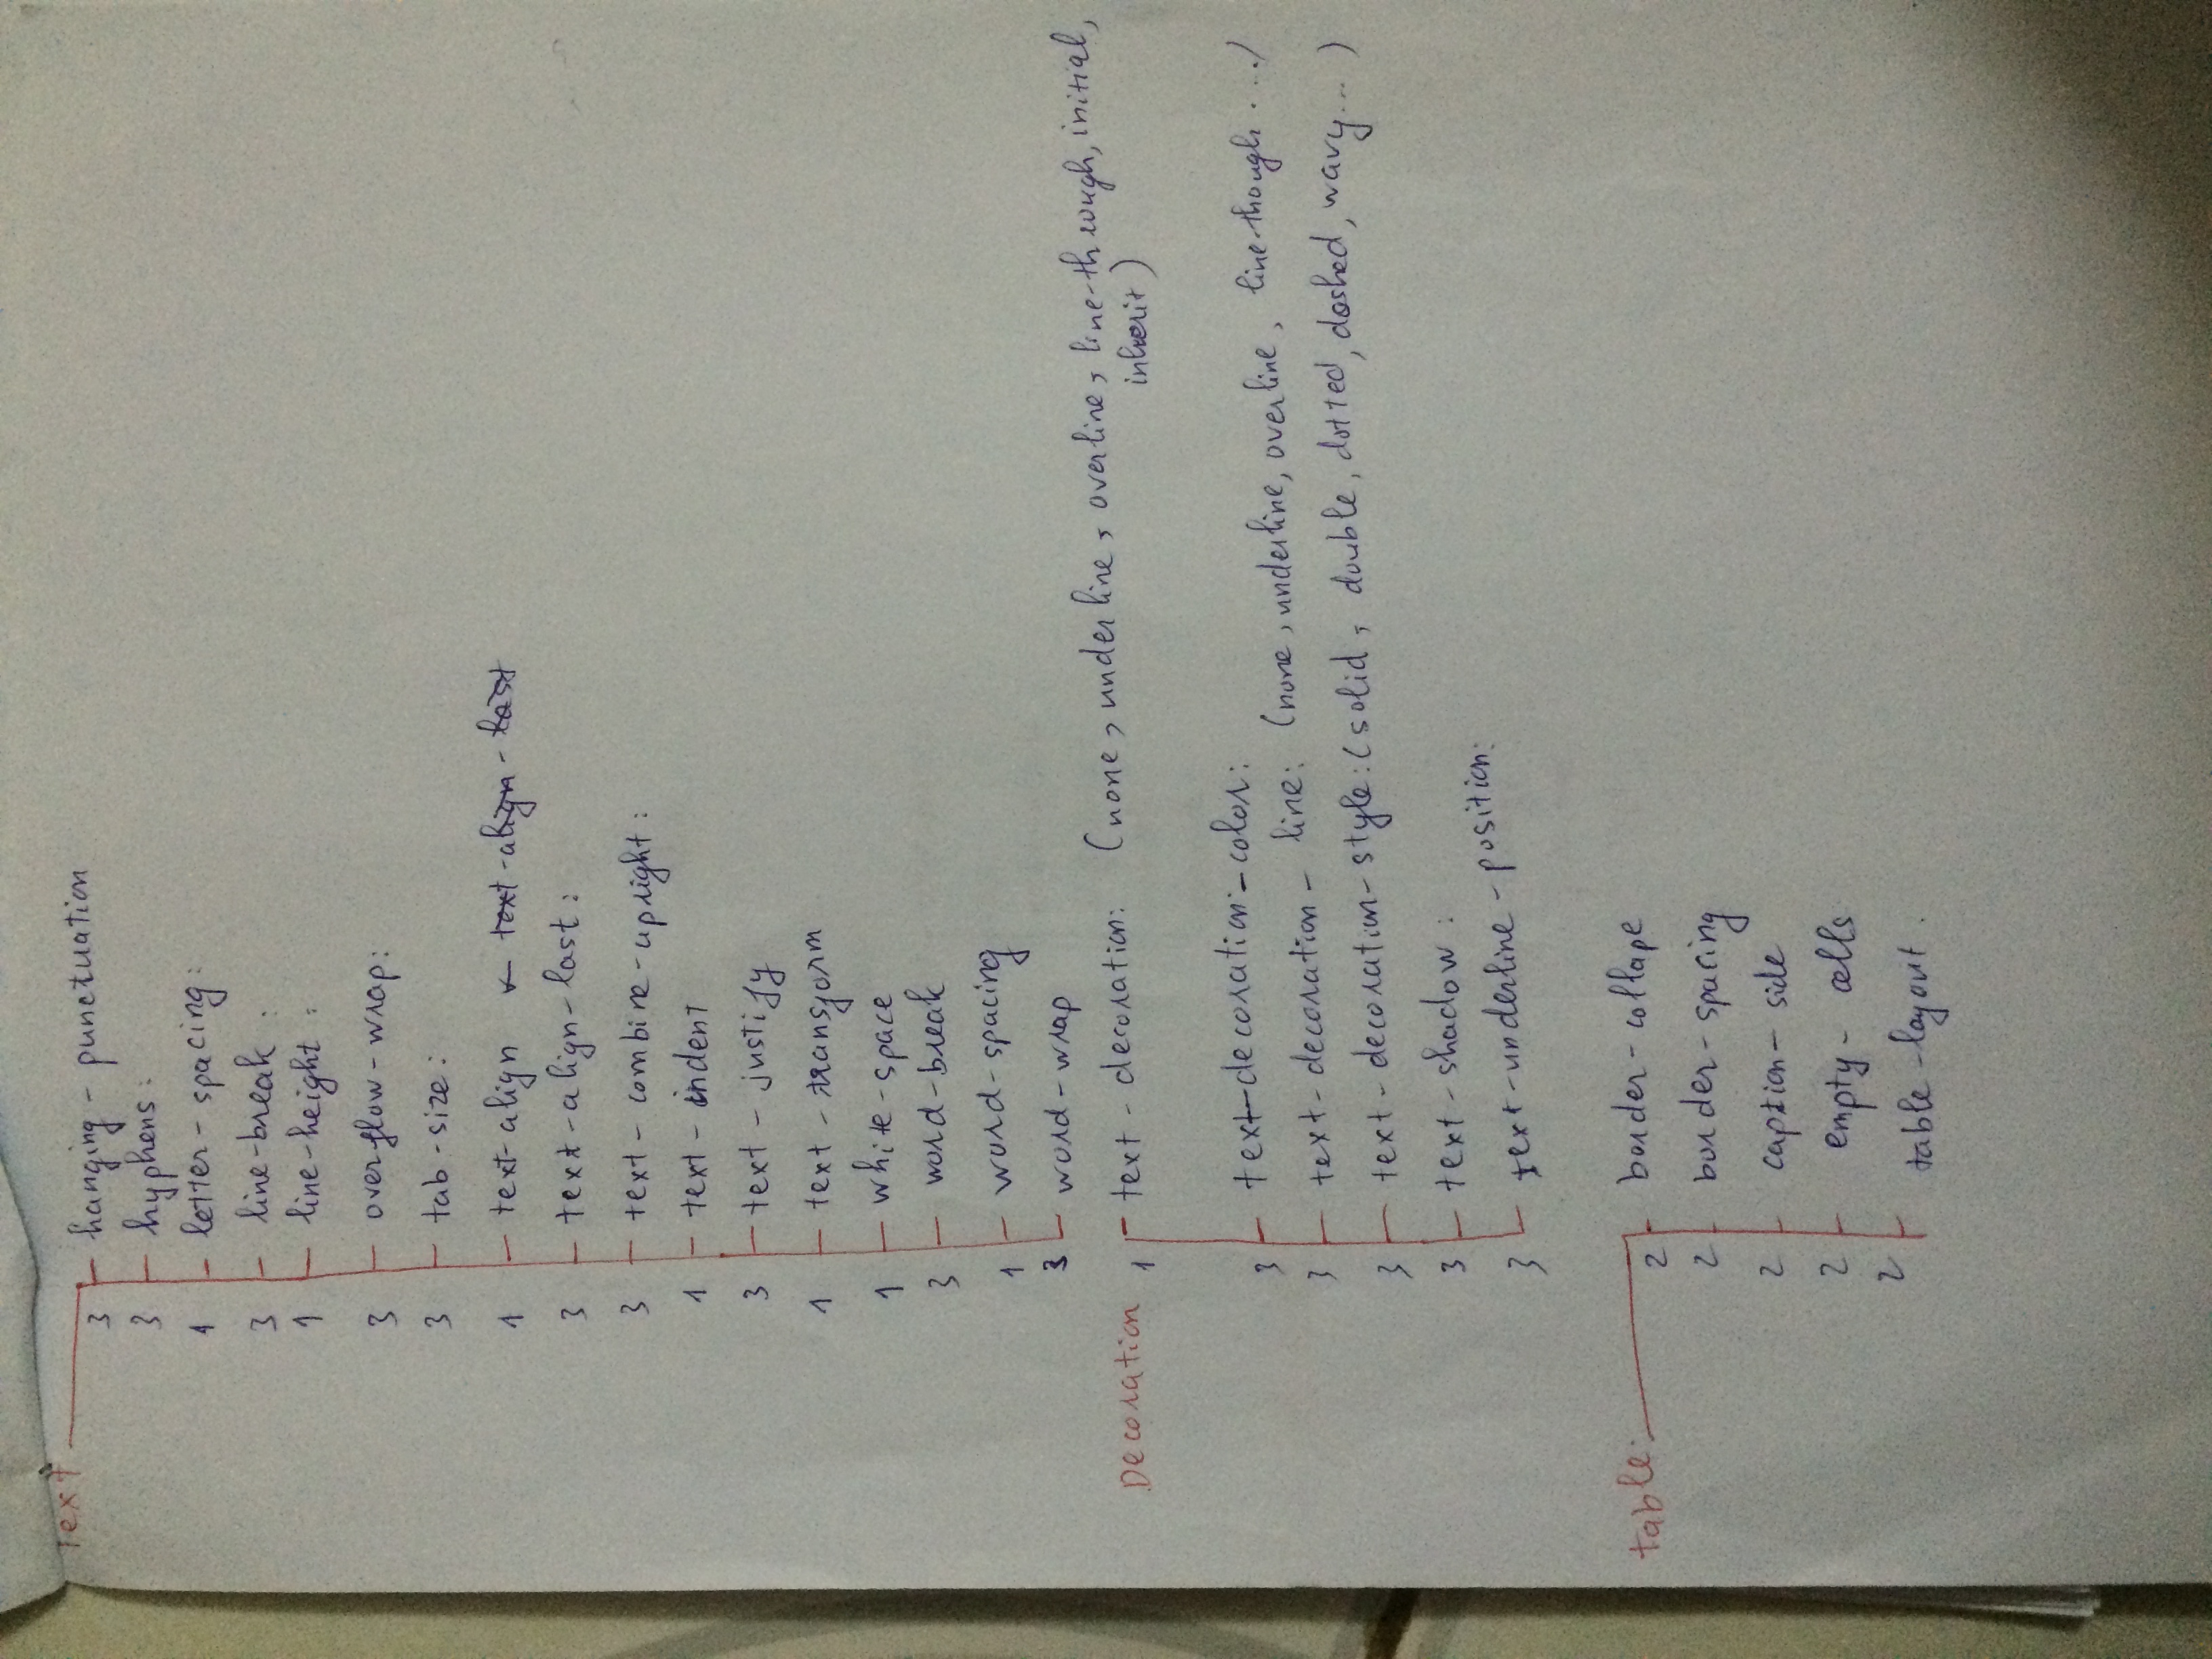 Text
3 hanging - punctuation
3 hyphens :
1 letter - spacing :
3 line-break :
1 line-height :
3 overflow - wrap :
3 tab - size :
1 text-align ← text-align-last
3 text-align-last :
3 text - combine - upright :
1 text - indent
3 text - justify
1 text - transform
1 white-space
3 word-break
1 word-spacing
3 word-wrap
Decoration 1 text - decoration: (none, underline, overline, line-through, initial,
inherit)
3 text-decoration-color:
3 text-decoration- line: (none, underline, overline, line-though ....)
3 text-decoration-style: (solid, double, dotted, dashed, wavy... )
3 text-shadow :
3 text-underline-position:
table:
2 border-collape
2 border-spacing
2 caption- side
2 empty- cells
2 table-layout.